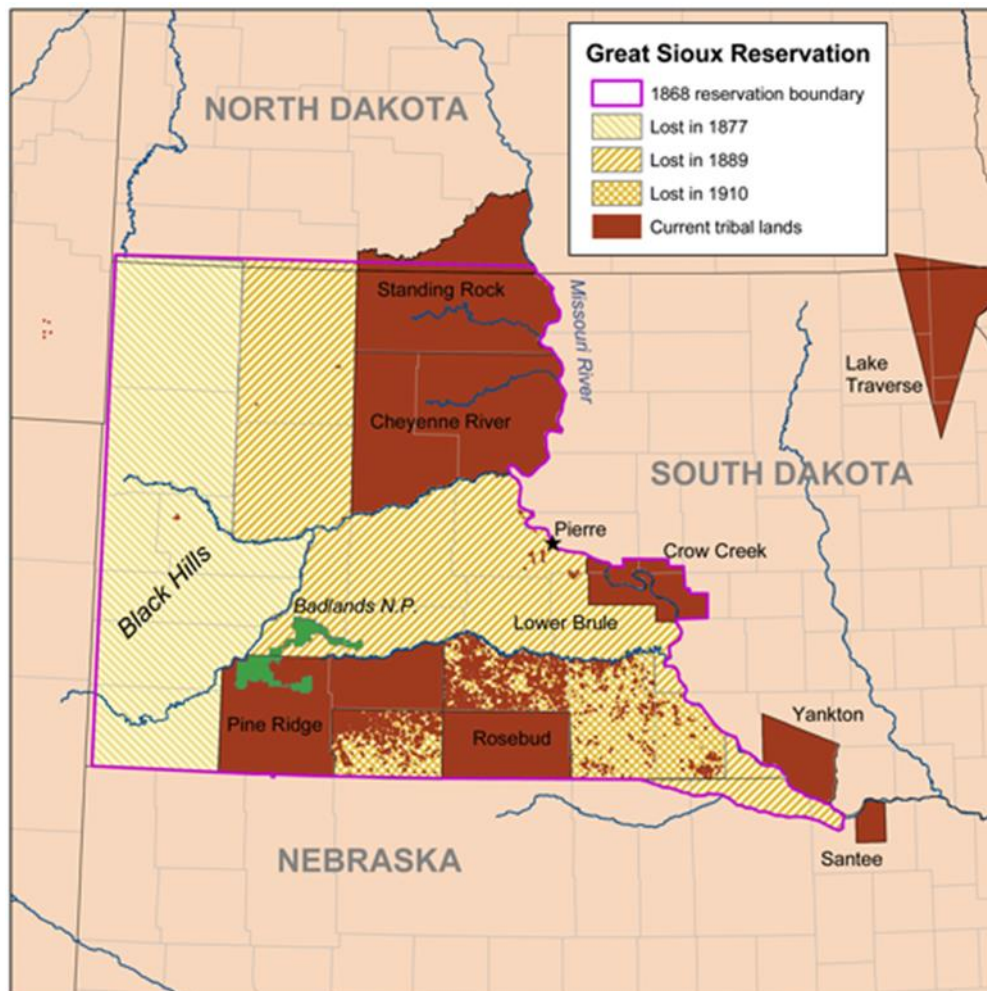 Great Sioux Reservation
1868 reservation boundary
Lost in 1877
Lost in 1889
Lost in 1910
Current tribal lands
NORTH DAKOTA
Standing Rock
Missouri River
Lake
Traverse
Cheyenne River
SOUTH DAKOTA
Pierre
Crow Creek
Black Hills
Badlands N.P.
Lower Brule
Pine Ridge
Rosebud
Yankton
NEBRASKA
Santee